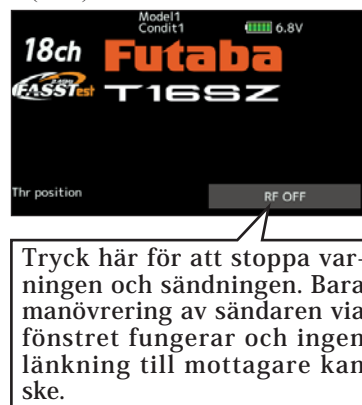 Model1
Condit1
6.8V
18ch Futaba
FASSTest T16SZ
Thr position
RF OFF
Tryck här för att stoppa var-
ningen och sändningen. Bara
manövrering av sändaren via
fönstret fungerar och ingen
länkning till mottagare kan
ske.